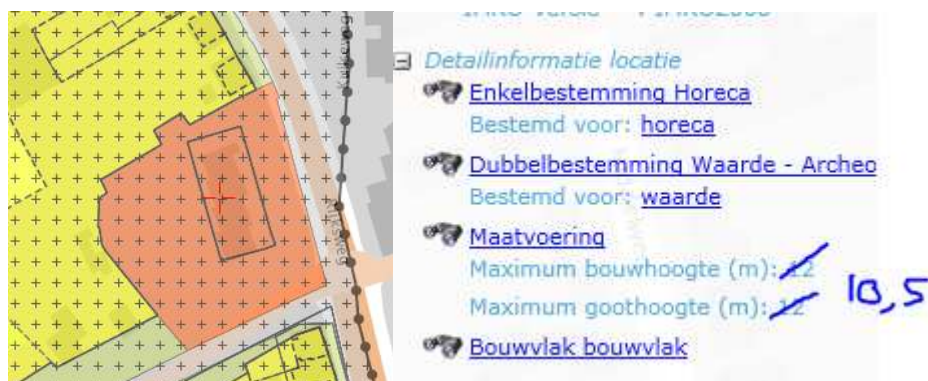 Detailinformatie locatie
Enkelbestemming Horeca
Bestemd voor: horeca
Dubbelbestemming Waarde - Archeo
Bestemd voor: waarde
Maatvoering
Maximum bouwhoogte (m): 12
Maximum goothoogte (m): 12
10,5
Bouwvlak bouwvlak